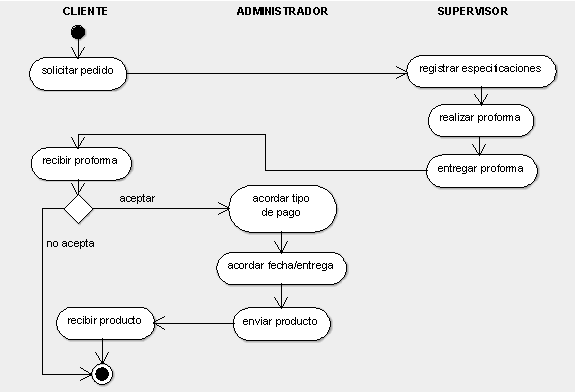 CLIENTE
ADMINISTRADOR
SUPERVISOR
solicitar pedido
registrar especificaciones
realizar proforma
recibir proforma
entregar proforma
aceptar
acordar tipo
de pago
no acepta
acordar fecha/entrega
recibir producto
enviar producto